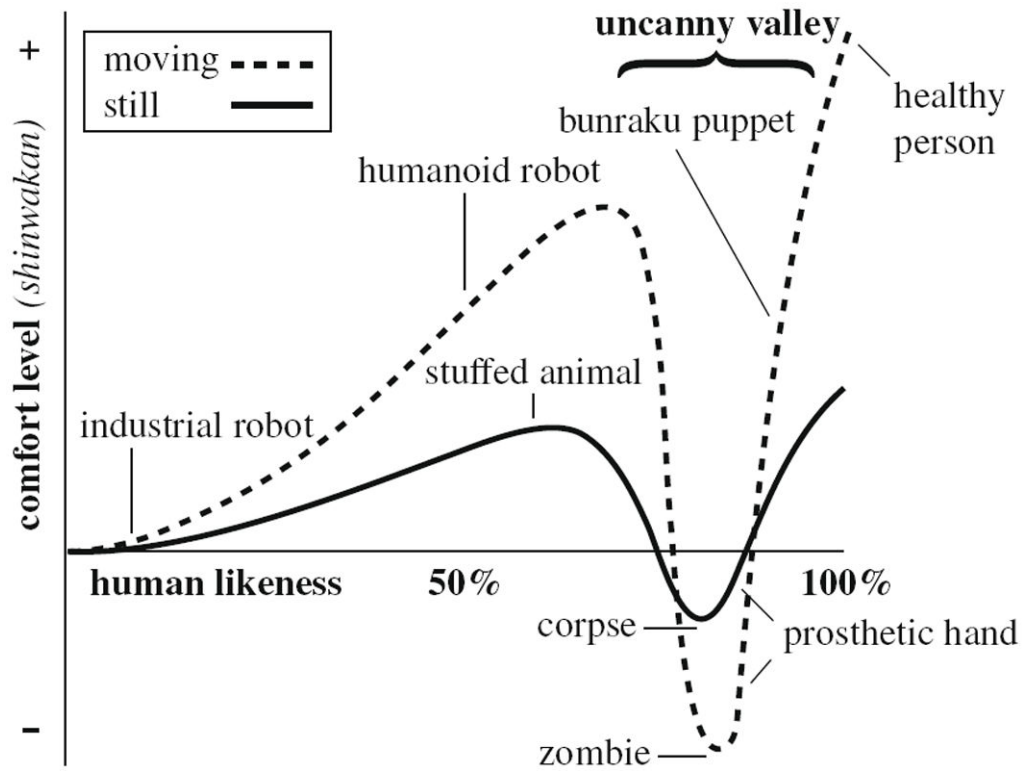 uncanny valley
+
moving
still
healthy
person
bunraku puppet
humanoid robot
comfort level (shinwakan)
stuffed animal
industrial robot
human likeness
50%
100%
corpse
prosthetic hand
–
zombie